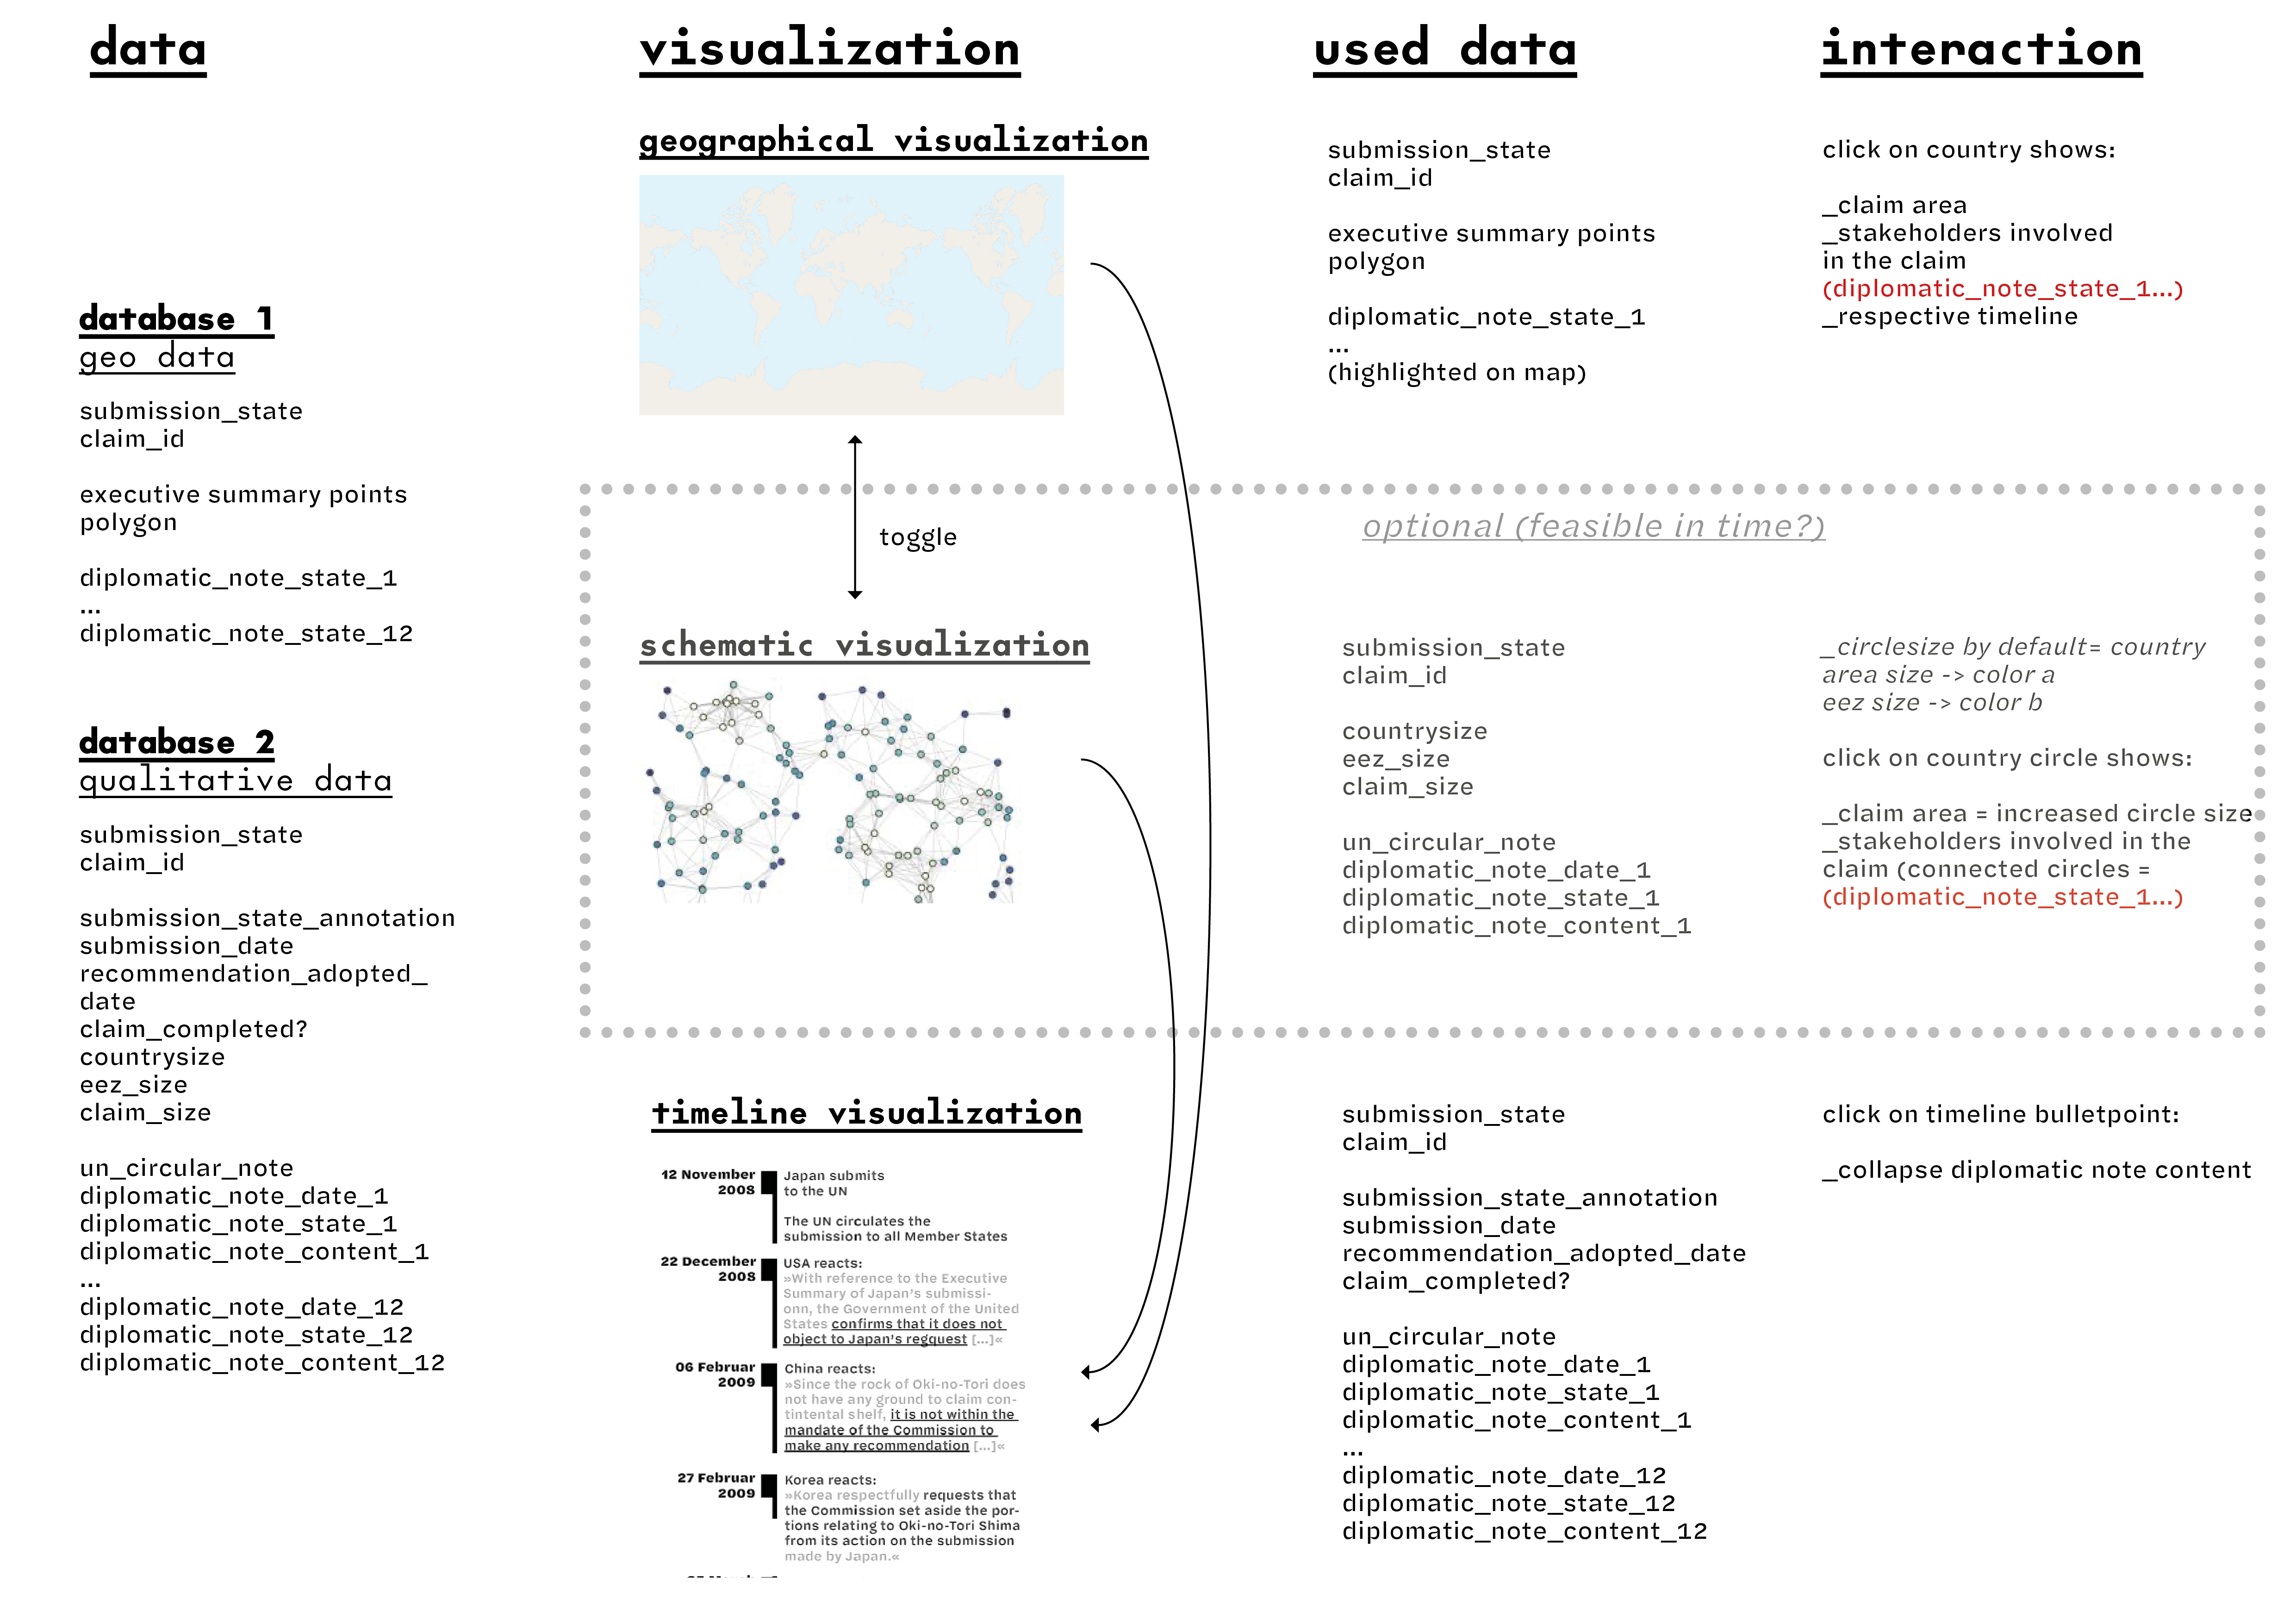 data
visualization
used data
interaction
database 1
geo data
submission_state
claim_id
executive summary points
polygon
diplomatic_note_state_1
...
diplomatic_note_state_12
database 2
qualitative data
submission_state
claim_id
submission_state_annotation
submission_date
recommendation_adopted_
date
claim_completed?
countrysize
eez_size
claim_size
un_circular_note
diplomatic_note_date_1
diplomatic_note_state_1
diplomatic_note_content_1
...
diplomatic_note_date_12
diplomatic_note_state_12
diplomatic_note_content_12
geographical visualization
toggle
schematic visualization
timeline visualization
12 November
2008
Japan submits
to the UN
The UN circulates the
submission to all Member States
22 December
2008
USA reacts:
»With reference to the Executive
Summary of Japan's submissi-
onn, the Government of the United
States confirms that it does not
object to Japan's regquest [...]«
06 Februar
2009
China reacts:
»Since the rock of Oki-no-Tori does
not have any ground to claim con-
tintental shelf, it is not within the
mandate of the Commission to
make any recommendation [...]«
27 Februar
2009
Korea reacts:
»Korea respectfully requests that
the Commission set aside the por-
tions relating to Oki-no-Tori Shima
from its action on the submission
made by Japan.«
submission_state
claim_id
executive summary points
polygon
diplomatic_note_state_1
...
(highlighted on map)
click on country shows:
_claim area
_stakeholders involved
in the claim
(diplomatic_note_state_1...)
_respective timeline
optional (feasible in time?)
submission_state
claim_id
countrysize
eez_size
claim_size
un_circular_note
diplomatic_note_date_1
diplomatic_note_state_1
diplomatic_note_content_1
_circlesize by default= country
area size -> color a
eez size -> color b
click on country circle shows:
_claim area = increased circle size
_stakeholders involved in the
claim (connected circles =
(diplomatic_note_state_1...)
submission_state
claim_id
submission_state_annotation
submission_date
recommendation_adopted_date
claim_completed?
un_circular_note
diplomatic_note_date_1
diplomatic_note_state_1
diplomatic_note_content_1
...
diplomatic_note_date_12
diplomatic_note_state_12
diplomatic_note_content_12
click on timeline bulletpoint:
_collapse diplomatic note content